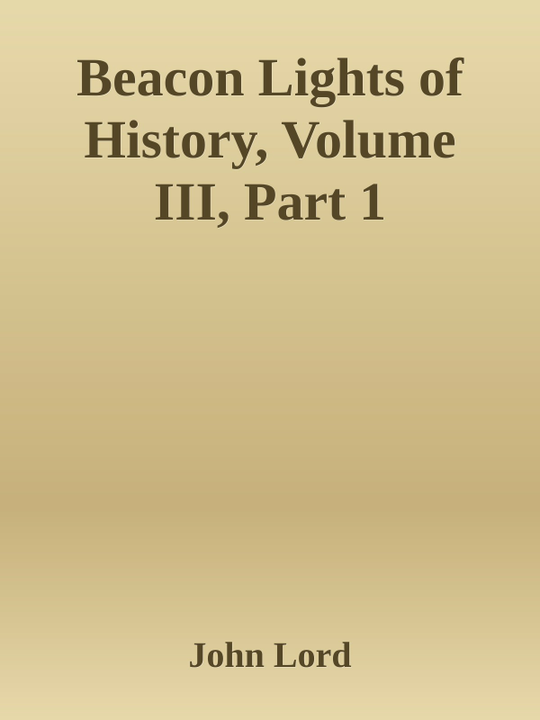 Beacon Lights of
History, Volume
III, Part 1
John Lord